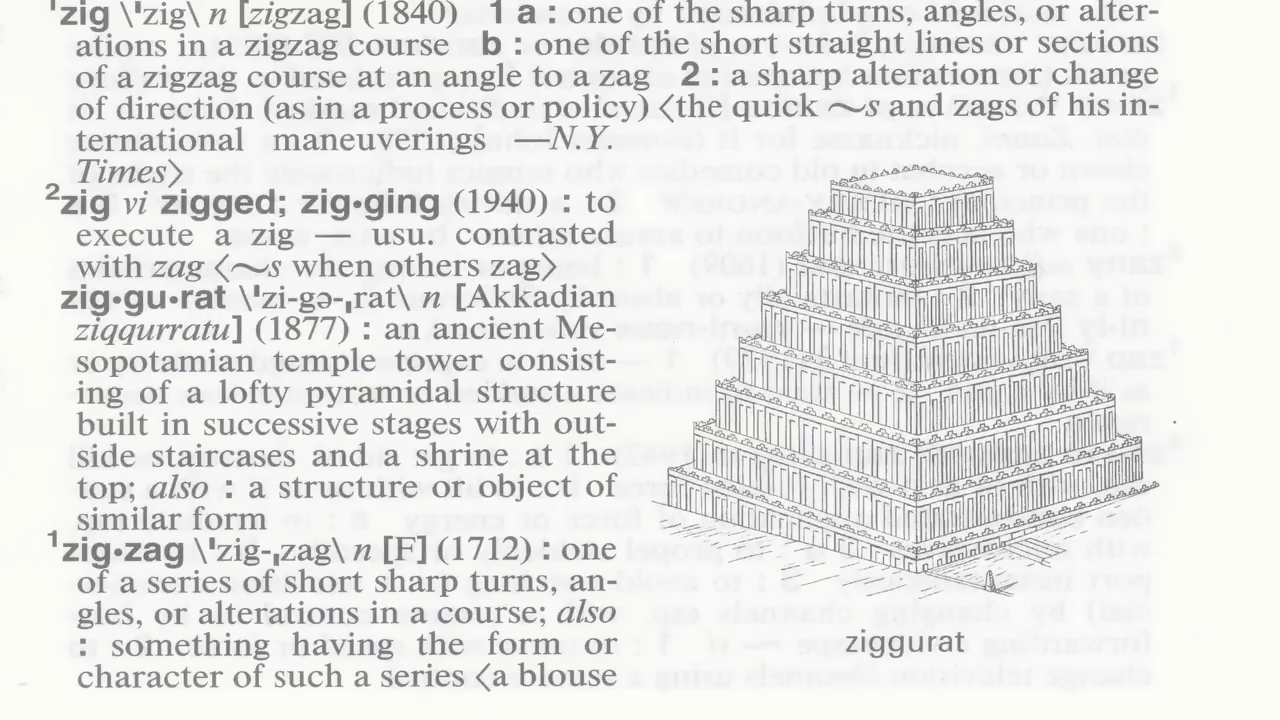 ¹zig \ˈzig\ n [zigzag] (1840) 1 a : one of the sharp turns, angles, or alter-
ations in a zigzag course b : one of the short straight lines or sections
of a zigzag course at an angle to a zag 2 : a sharp alteration or change
of direction (as in a process or policy) <the quick ~s and zags of his in-
ternational maneuverings —N.Y.
Times>
²zig vi zigged; zig•ging (1940) : to
execute a zig — usu. contrasted
with zag <~s when others zag>
zig•gu•rat \ˈzi-gə-ˌrat\ n [Akkadian
ziqqurratu] (1877) : an ancient Me-
sopotamian temple tower consist-
ing of a lofty pyramidal structure
built in successive stages with out-
side staircases and a shrine at the
top; also : a structure or object of
similar form
¹zig•zag \ˈzig-ˌzag\ n [F] (1712) : one
of a series of short sharp turns, an-
gles, or alterations in a course; also
: something having the form or
character of such a series <a blouse
ziggurat